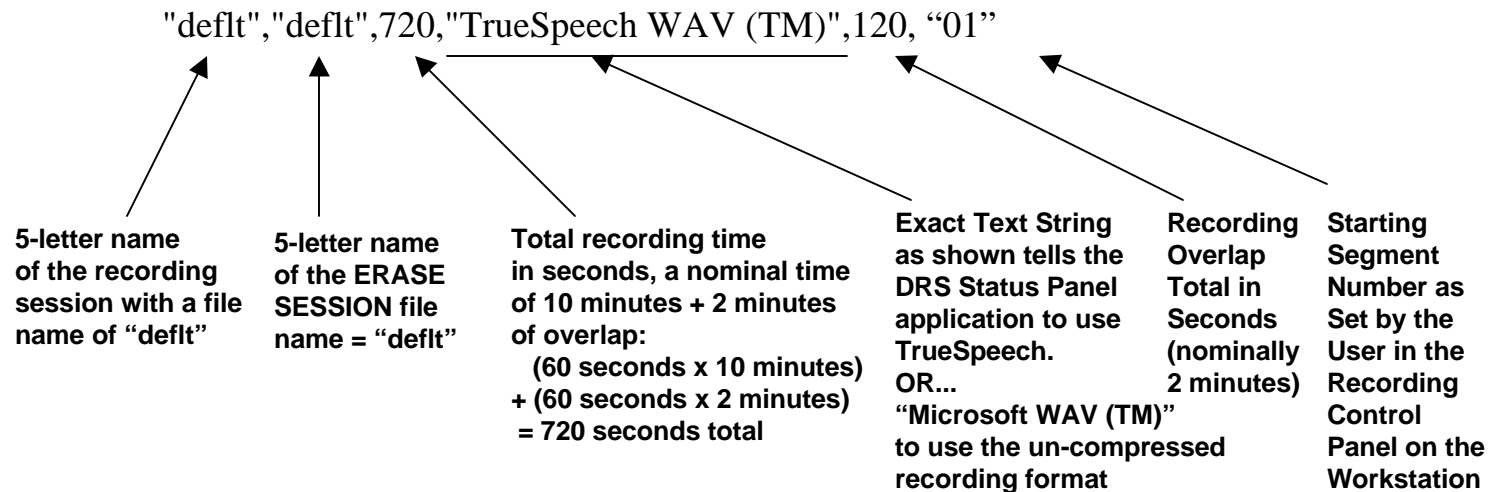 "deflt","deflt",720,"TrueSpeech WAV (TM)",120, “01”
5-letter name
of the recording
session with a file
name of “deflt”
5-letter name
of the ERASE
SESSION file
name = “deflt”
Total recording time
in seconds, a nominal time
of 10 minutes + 2 minutes
of overlap:
(60 seconds x 10 minutes)
+ (60 seconds x 2 minutes)
= 720 seconds total
Exact Text String
as shown tells the
DRS Status Panel
application to use
TrueSpeech.
OR...
“Microsoft WAV (TM)”
to use the un-compressed
recording format
Recording
Overlap
Total in
Seconds
(nominally
2 minutes)
Starting
Segment
Number as
Set by the
User in the
Recording
Control
Panel on the
Workstation